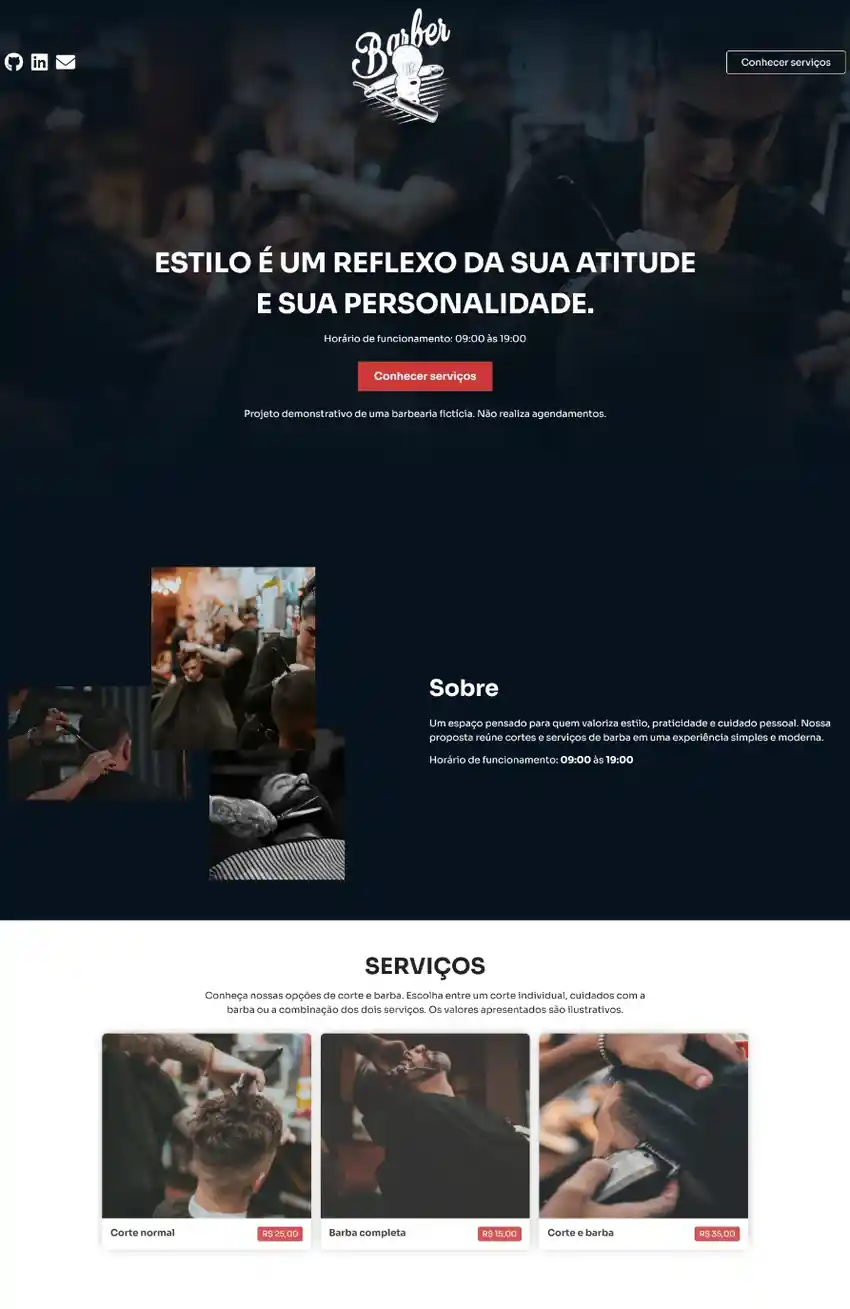 Barber
Conhecer serviços
ESTILO É UM REFLEXO DA SUA ATITUDE
E SUA PERSONALIDADE.
Horário de funcionamento: 09:00 às 19:00
Conhecer serviços
Projeto demonstrativo de uma barbearia fictícia. Não realiza agendamentos.
Sobre
Um espaço pensado para quem valoriza estilo, praticidade e cuidado pessoal. Nossa
proposta reúne cortes e serviços de barba em uma experiência simples e moderna.
Horário de funcionamento: 09:00 às 19:00
SERVIÇOS
Conheça nossas opções de corte e barba. Escolha entre um corte individual, cuidados com a
barba ou a combinação dos dois serviços. Os valores apresentados são ilustrativos.
Corte normal R$ 25,00
Barba completa R$ 15,00
Corte e barba R$ 35,00